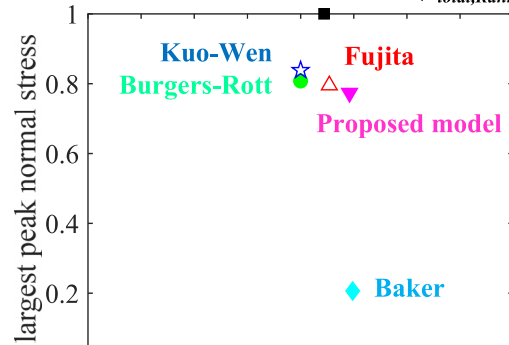 1
Kuo-Wen
Fujita
0.8
Burgers-Rott
Proposed model
0.6
0.4
Baker
0.2
largest peak normal stress